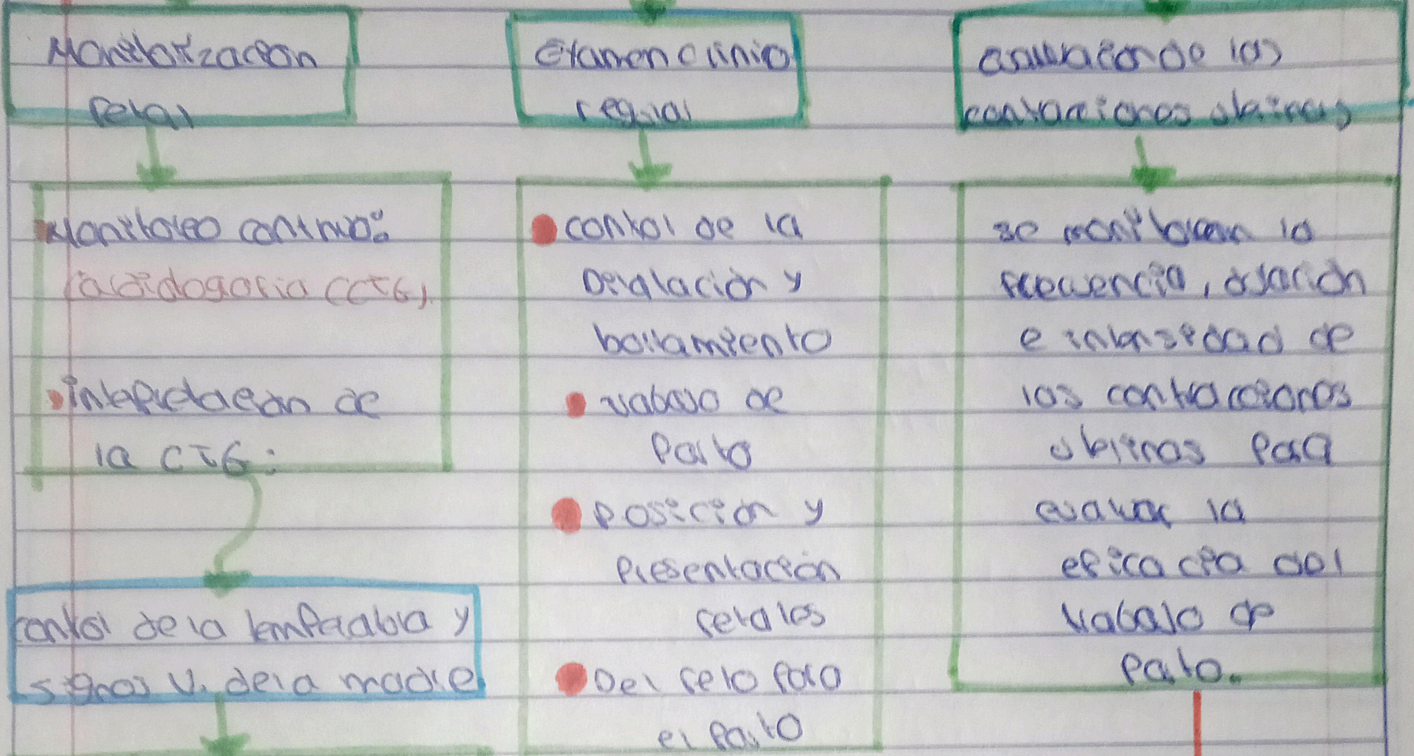 Monitorización
fetal
Monitoreo continuo:
(CTG).
interpretación de
la CTG:
control de la temperatura y
signos v. de la madre
Examen clinio
regular
control de la
Dilatación y
borramiento
trabajo de
Parto
Posición y
Presentación
fetales
Del feto para
el Parto
evaluación de las
contracciones uterinas
se monitorean la
frecuencia, duración
e intensidad de
las contracciones
uterinas para
evaluar la
eficacia del
trabajo de
Parto.